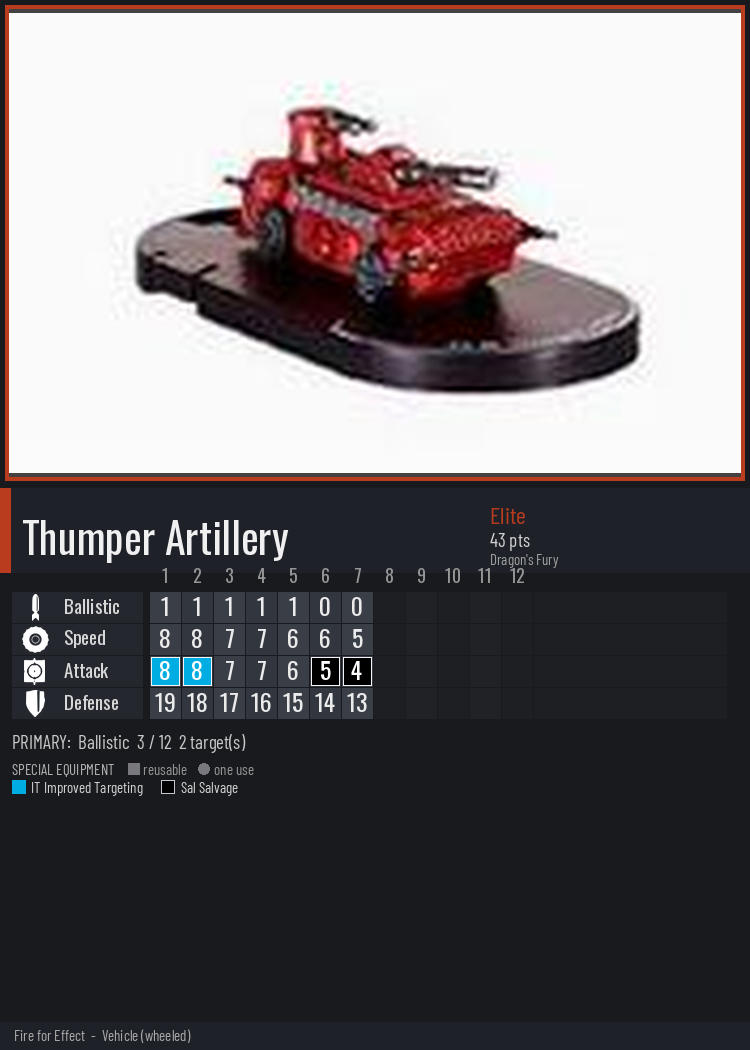 Thumper Artillery
Elite
43 pts
Dragon's Fury
1 2 3 4 5 6 7 8 9 10 11 12
Ballistic 1 1 1 1 1 0 0
Speed 8 8 7 7 6 6 5
Attack 8 8 7 7 6 5 4
Defense 19 18 17 16 15 14 13
PRIMARY: Ballistic 3 / 12 2 target(s)
SPECIAL EQUIPMENT reusable one use
IT Improved Targeting Sal Salvage
Fire for Effect - Vehicle (wheeled)